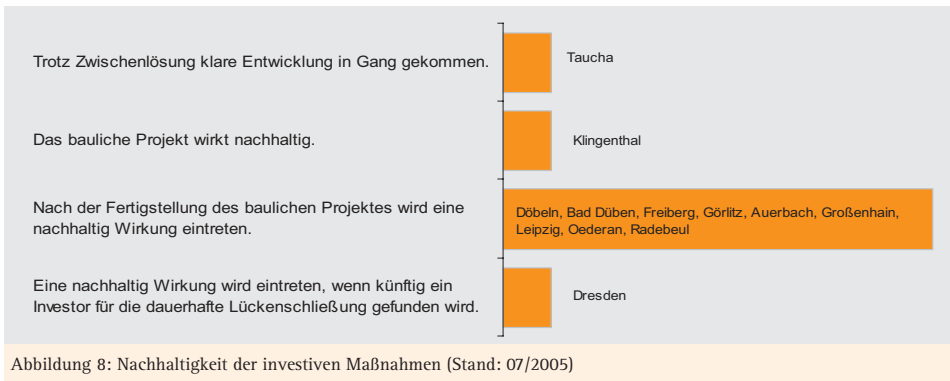 Trotz Zwischenlösung klare Entwicklung in Gang gekommen.
Taucha
Das bauliche Projekt wirkt nachhaltig.
Klingenthal
Nach der Fertigstellung des baulichen Projektes wird eine
nachhaltig Wirkung eintreten.
Döbeln, Bad Düben, Freiberg, Görlitz, Auerbach, Großenhain,
Leipzig, Oederan, Radebeul
Eine nachhaltig Wirkung wird eintreten, wenn künftig ein
Investor für die dauerhafte Lückenschließung gefunden wird.
Dresden
Abbildung 8: Nachhaltigkeit der investiven Maßnahmen (Stand: 07/2005)